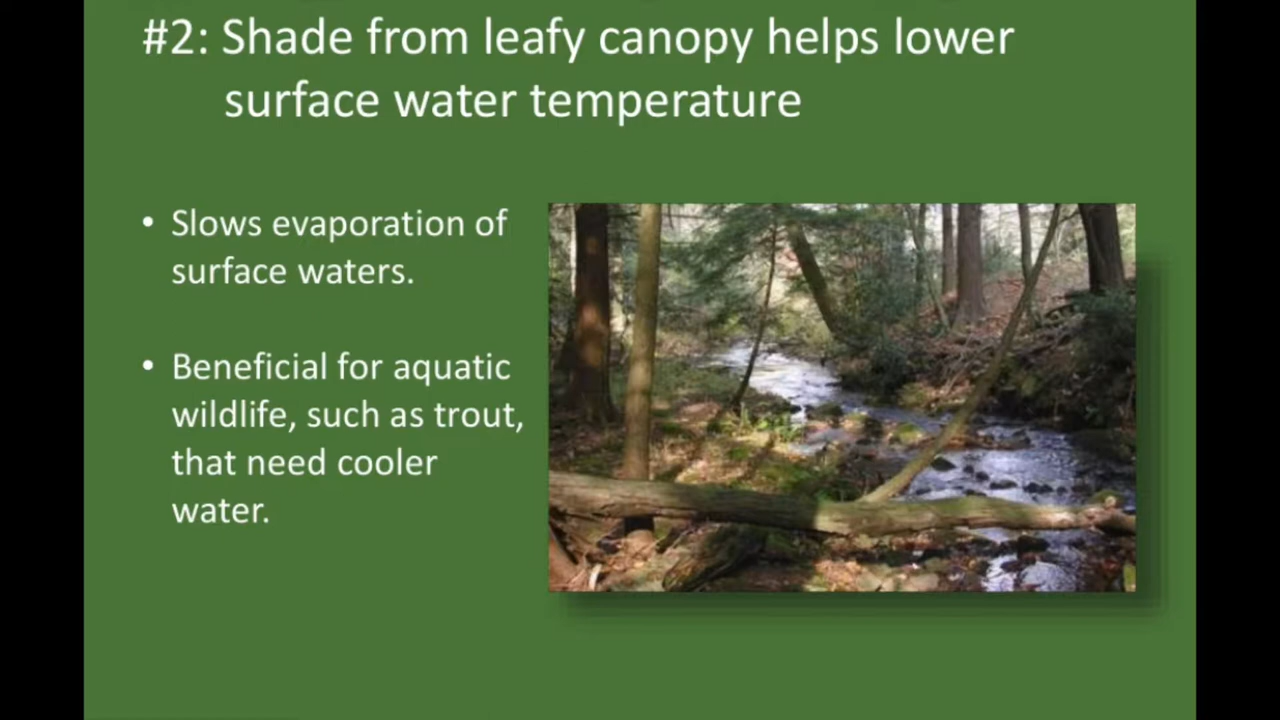 #2: Shade from leafy canopy helps lower
surface water temperature
• Slows evaporation of
surface waters.
• Beneficial for aquatic
wildlife, such as trout,
that need cooler
water.